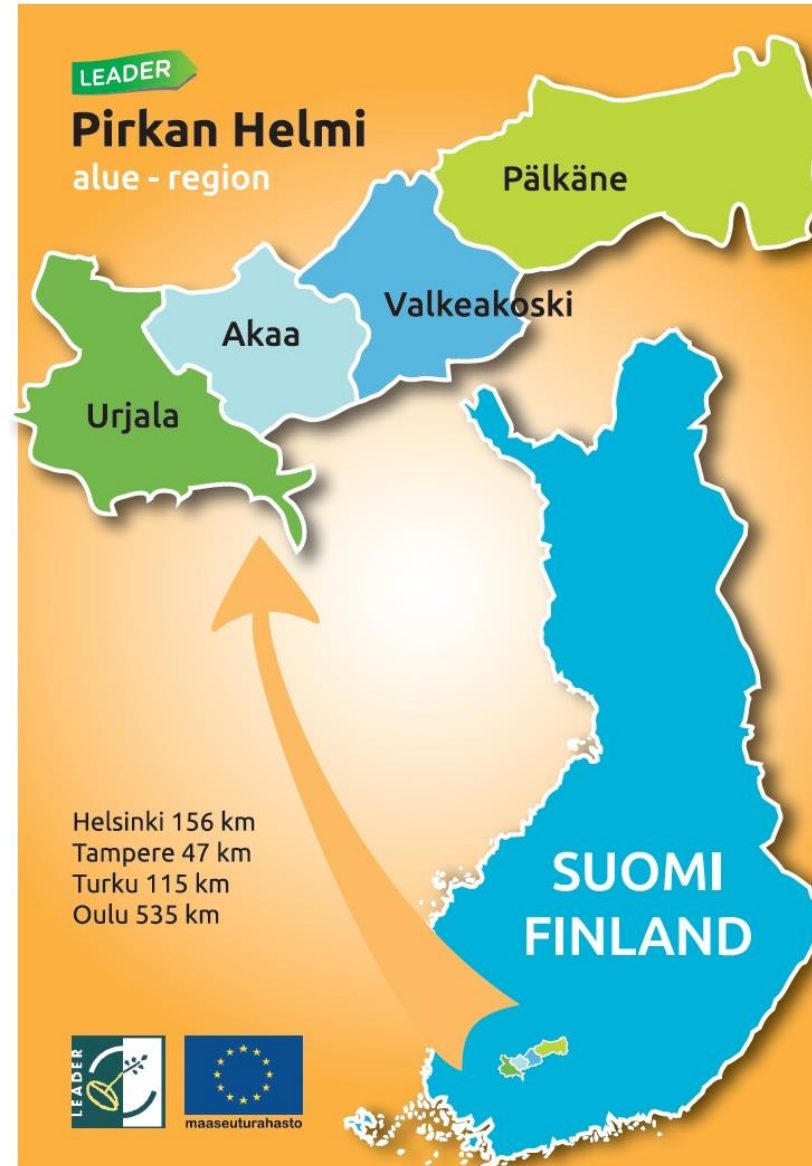 LEADER
Pirkan Helmi
alue - region
Pälkäne
Valkeakoski
Akaa
Urjala
Helsinki 156 km
Tampere 47 km
Turku 115 km
Oulu 535 km
SUOMI
FINLAND
LEADER
maaseuturahasto